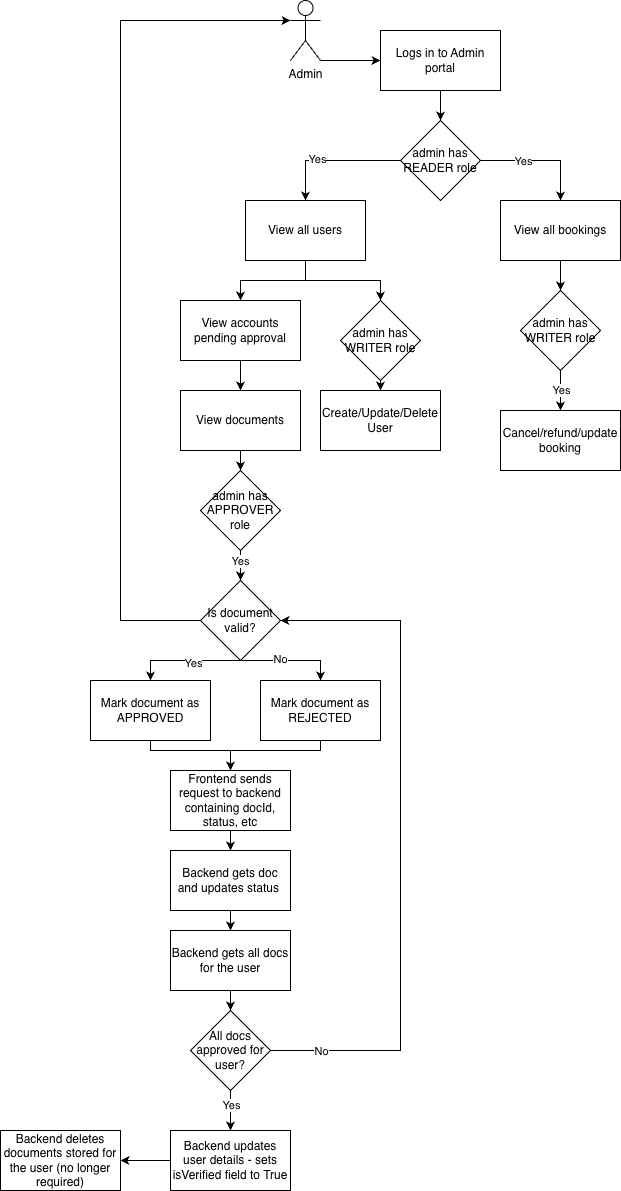 Admin
Logs in to Admin
portal
admin has
READER role
Yes
Yes
View all users
View all bookings
View accounts
pending approval
admin has
WRITER role
admin has
WRITER role
View documents
Create/Update/Delete
User
Yes
Cancel/refund/update
booking
admin has
APPROVER
role
Yes
Is document
valid?
Yes
No
Mark document as
APPROVED
Mark document as
REJECTED
Frontend sends
request to backend
containing docId,
status, etc
Backend gets doc
and updates status
Backend gets all docs
for the user
All docs
approved for
user?
No
Yes
Backend deletes
documents stored for
the user (no longer
required)
Backend updates
user details - sets
isVerified field to True